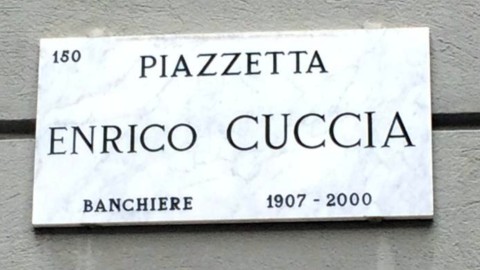 150
PIAZZETTA
ENRICO CUCCIA
BANCHIERE 1907 - 2000